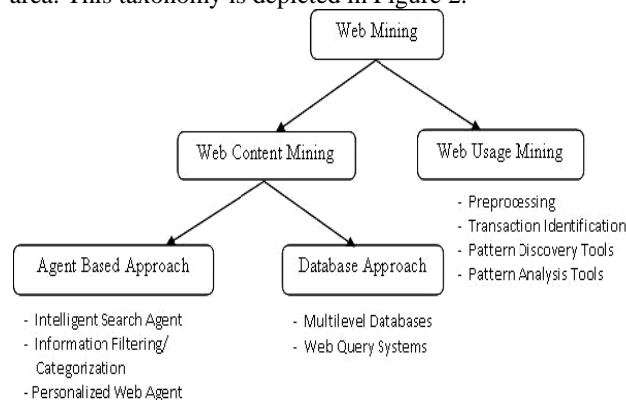 area. This taxonomy is depicted in Figure 2.
Web Mining
Web Content Mining
Web Usage Mining
- Preprocessing
- Transaction Identification
- Pattern Discovery Tools
- Pattern Analysis Tools
Agent Based Approach
Database Approach
- Intelligent Search Agent
- Information Filtering/
Categorization
- Personalized Web Agent
- Multilevel Databases
- Web Query Systems